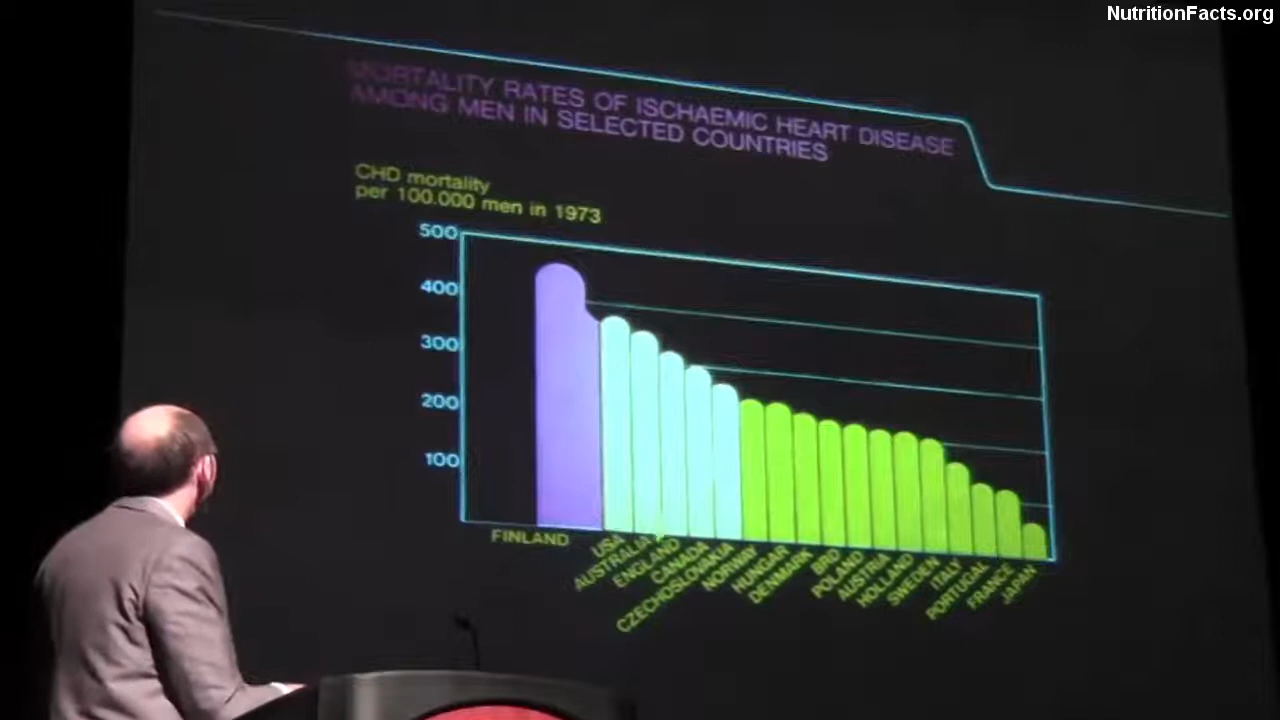 NutritionFacts.org
MORTALITY RATES OF ISCHAEMIC HEART DISEASE
AMONG MEN IN SELECTED COUNTRIES
CHD mortality
per 100.000 men in 1973
500
400
300
200
100
FINLAND
USA
AUSTRALIA
ENGLAND
CANADA
CZECHOSLOVAKIA
NORWAY
HUNGAR
DENMARK
BRD
POLAND
AUSTRIA
HOLLAND
SWEDEN
ITALY
PORTUGAL
FRANCE
JAPAN